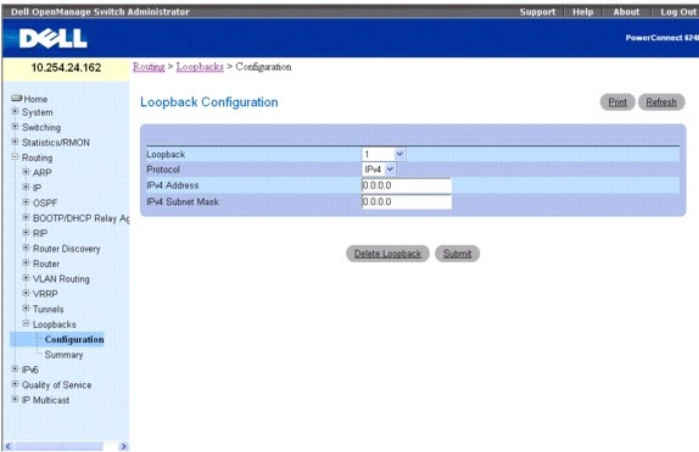 Dell OpenManage Switch Administrator
Support Help About Log Out
DELL
PowerConnect
10.254.24.162
Routing > Loopbacks > Configuration
Home
System
Switching
Statistics/RMON
Routing
ARP
IP
OSPF
BOOTP/DHCP Relay Ag
RIP
Router Discovery
Router
VLAN Routing
VRRP
Tunnels
Loopbacks
Configuration
Summary
IPv6
Quality of Service
IP Multicast
Loopback Configuration
Print Refresh
Loopback 1
Protocol IPv4
IPv4 Address 0.0.0.0
IPv4 Subnet Mask 0.0.0.0
Delete Loopback Submit